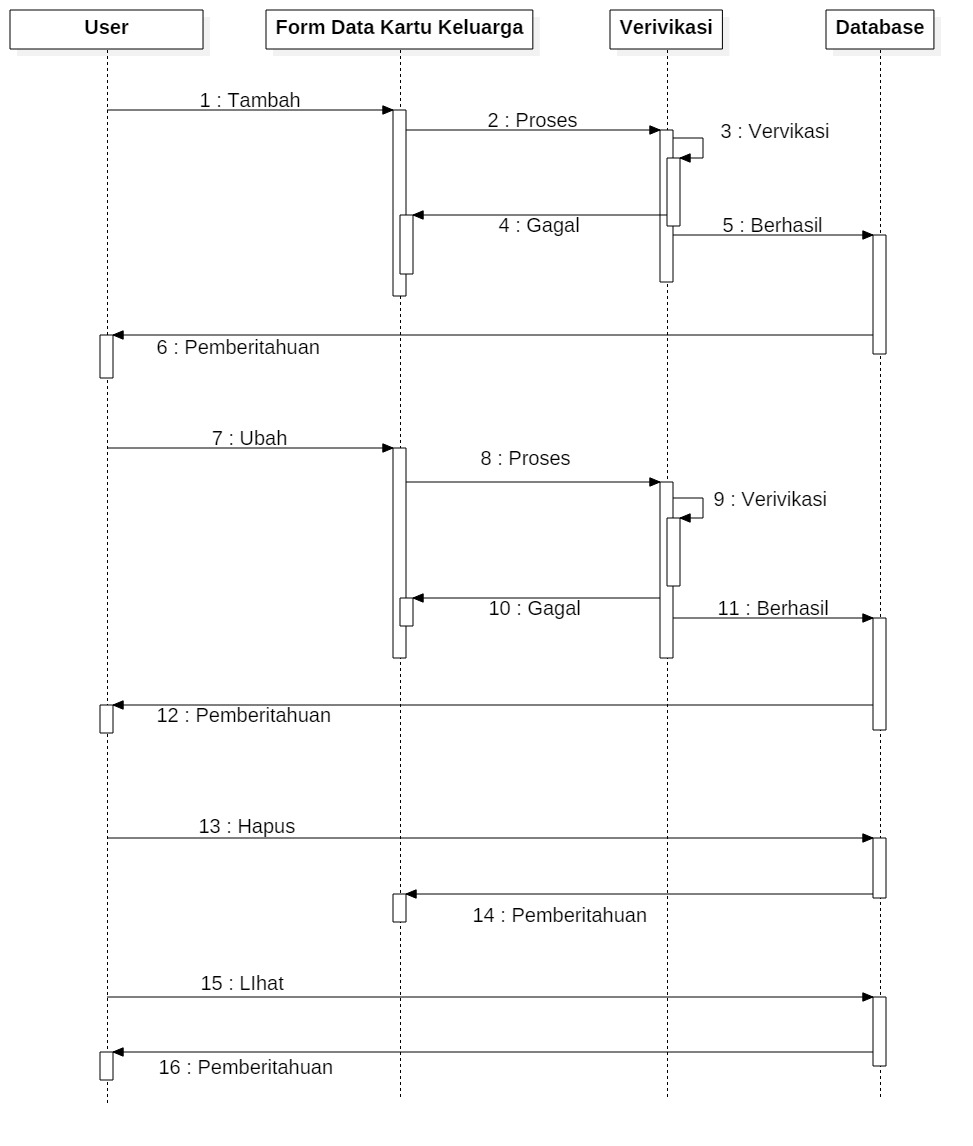 User
Form Data Kartu Keluarga
Verivikasi
Database
1 : Tambah
2 : Proses
3 : Vervikasi
4 : Gagal
5 : Berhasil
6 : Pemberitahuan
7 : Ubah
8 : Proses
9 : Verivikasi
10 : Gagal
11 : Berhasil
12 : Pemberitahuan
13 : Hapus
14 : Pemberitahuan
15 : LIhat
16 : Pemberitahuan